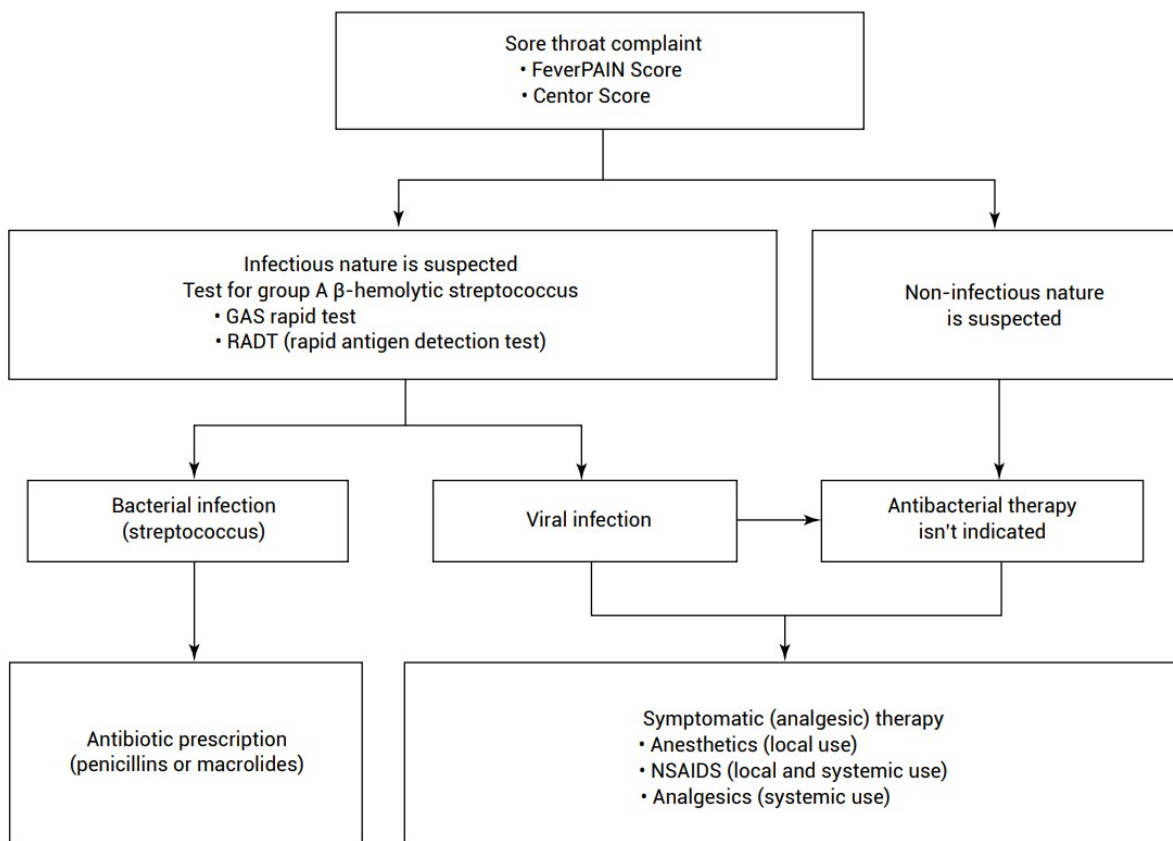 Sore throat complaint
• FeverPAIN Score
• Centor Score
Infectious nature is suspected
Test for group A β-hemolytic streptococcus
• GAS rapid test
• RADT (rapid antigen detection test)
Non-infectious nature
is suspected
Bacterial infection
(streptococcus)
Viral infection
Antibacterial therapy
isn't indicated
Antibiotic prescription
(penicillins or macrolides)
Symptomatic (analgesic) therapy
• Anesthetics (local use)
• NSAIDS (local and systemic use)
• Analgesics (systemic use)